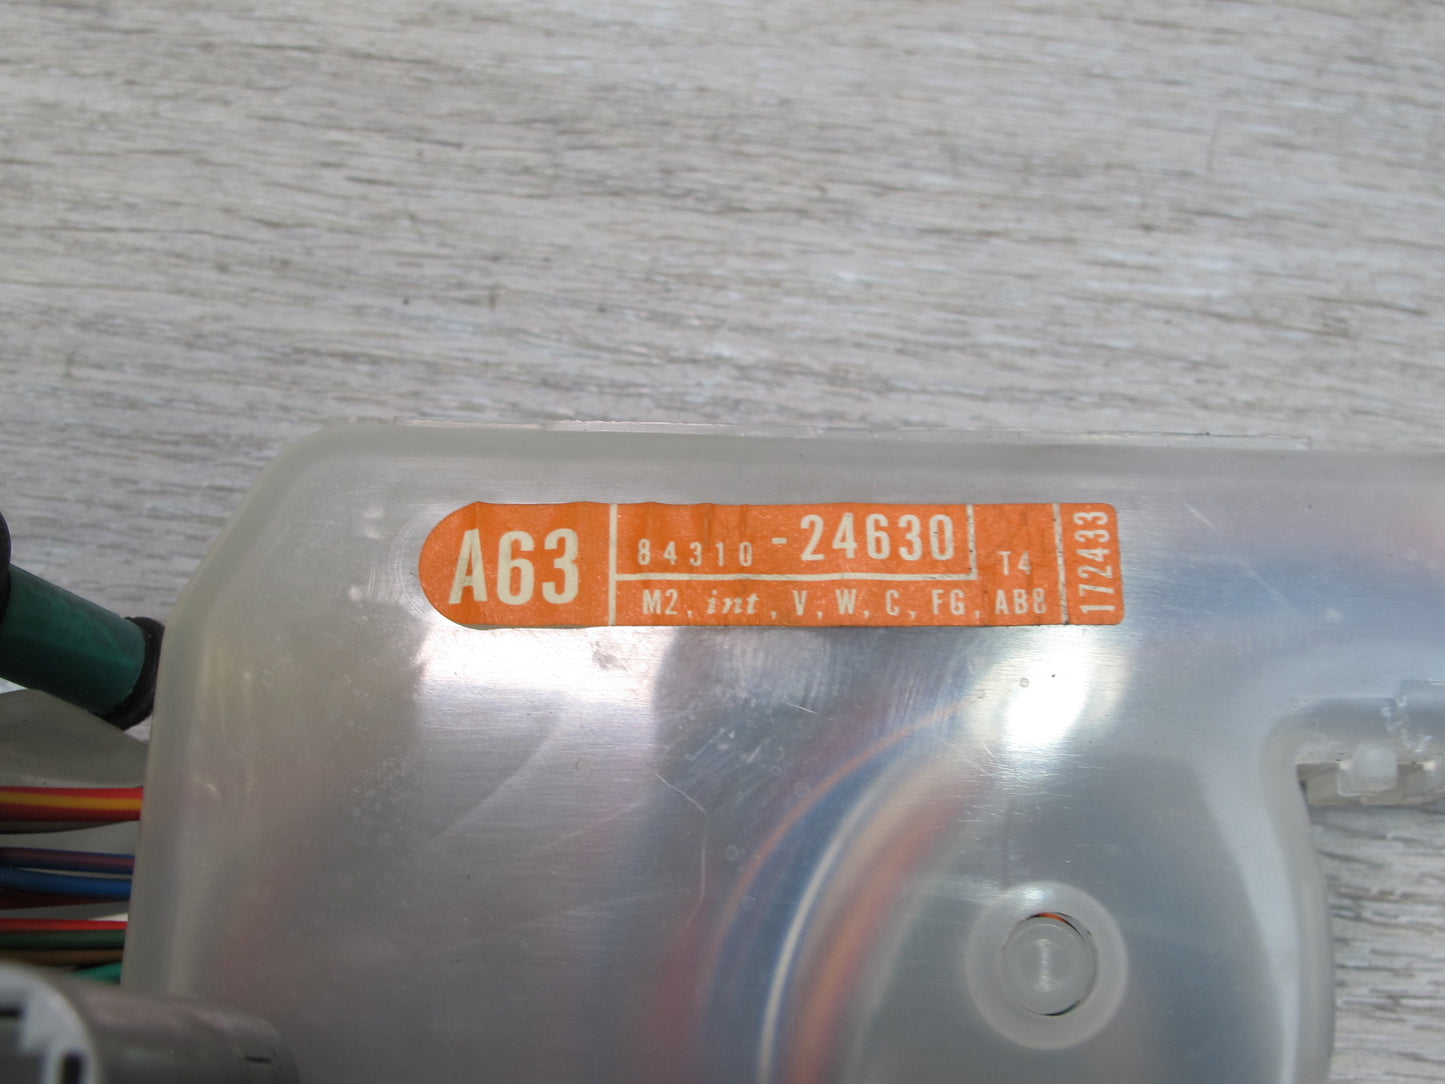 A63
84310-24630
T4
M2, int, V, W, C, FG, AB8
172433